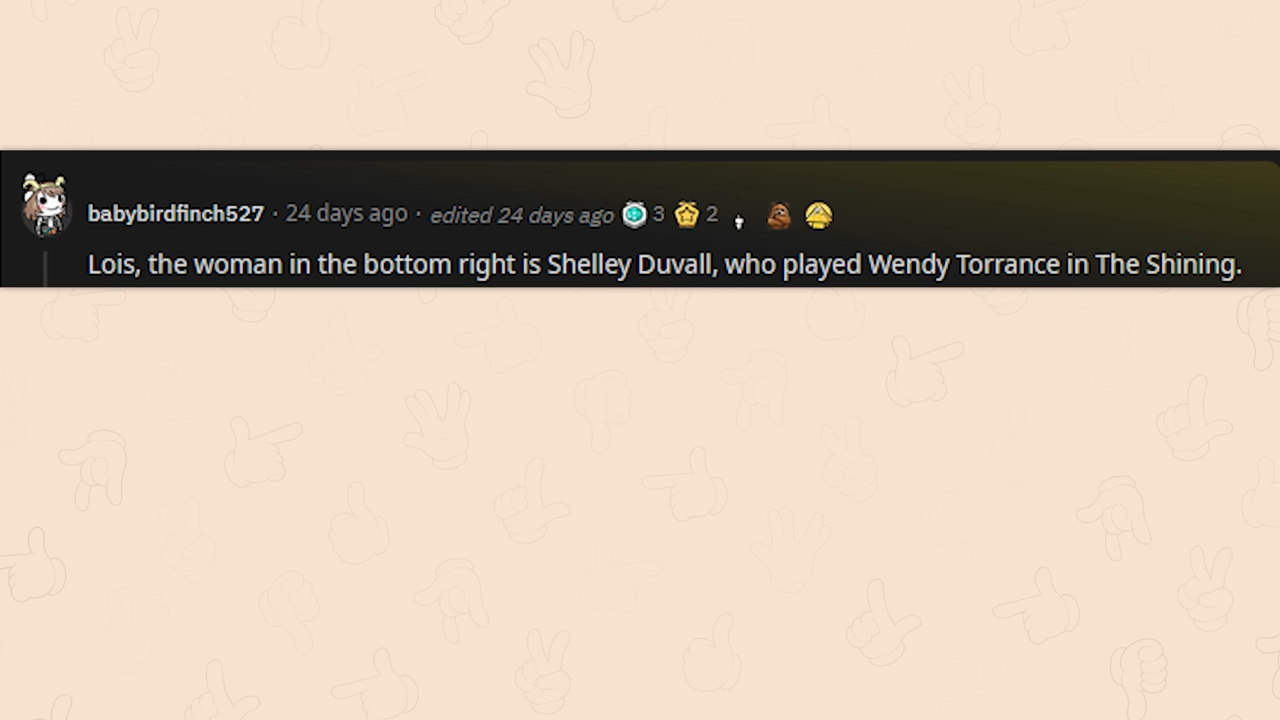 babybirdfinch527 · 24 days ago · edited 24 days ago 3 2
Lois, the woman in the bottom right is Shelley Duvall, who played Wendy Torrance in The Shining.